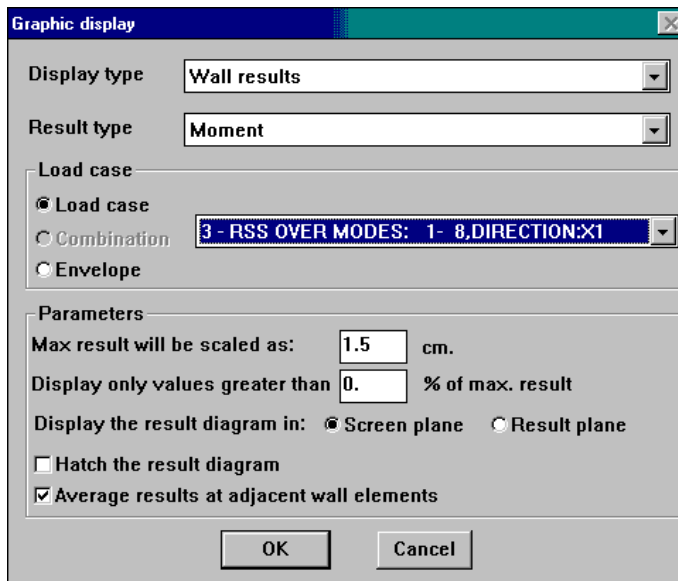 Graphic display
Display type Wall results
Result type Moment
Load case
Load case
Combination 3 - RSS OVER MODES: 1- 8,DIRECTION:X1
Envelope
Parameters
Max result will be scaled as: 1.5 cm.
Display only values greater than 0. % of max. result
Display the result diagram in: Screen plane Result plane
Hatch the result diagram
Average results at adjacent wall elements
OK Cancel